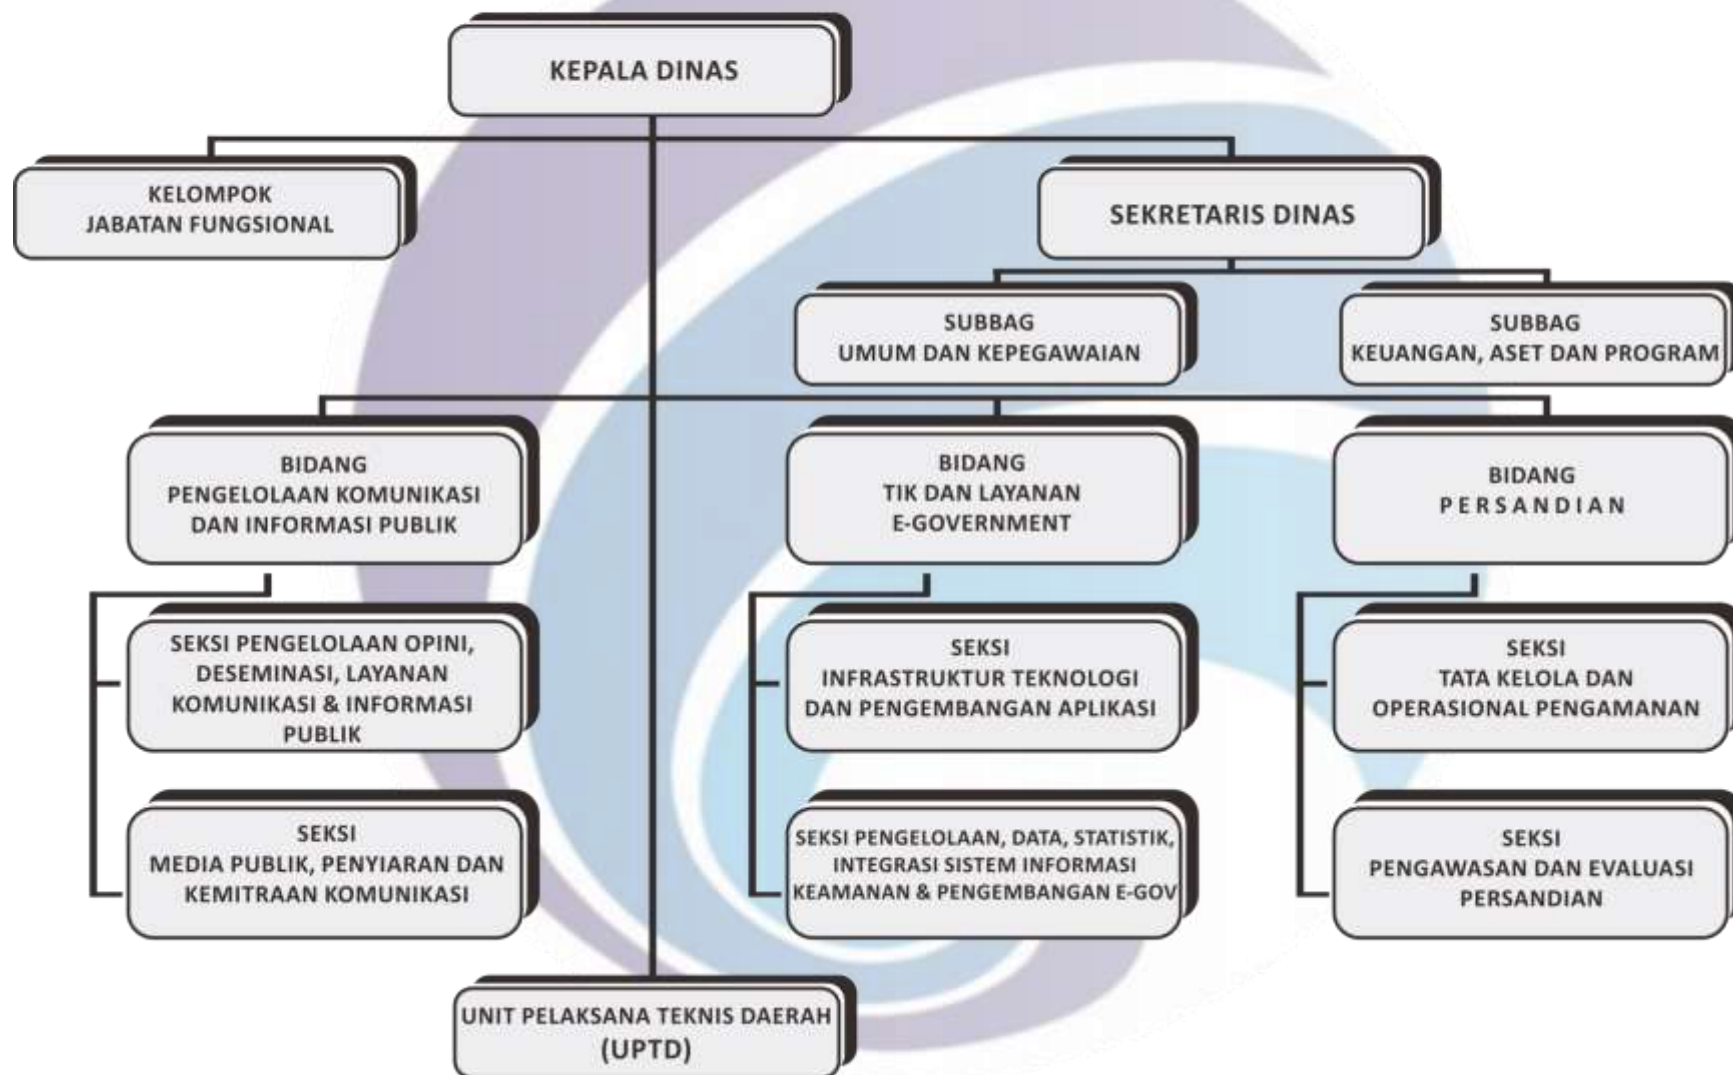 KEPALA DINAS
KELOMPOK
JABATAN FUNGSIONAL
SEKRETARIS DINAS
SUBBAG
UMUM DAN KEPEGAWAIAN
SUBBAG
KEUANGAN, ASET DAN PROGRAM
BIDANG
PENGELOLAAN KOMUNIKASI
DAN INFORMASI PUBLIK
BIDANG
TIK DAN LAYANAN
E-GOVERNMENT
BIDANG
PERSANDIAN
SEKSI PENGELOLAAN OPINI,
DESEMINASI, LAYANAN
KOMUNIKASI & INFORMASI
PUBLIK
SEKSI
INFRASTRUKTUR TEKNOLOGI
DAN PENGEMBANGAN APLIKASI
SEKSI
TATA KELOLA DAN
OPERASIONAL PENGAMANAN
SEKSI
MEDIA PUBLIK, PENYIARAN DAN
KEMITRAAN KOMUNIKASI
SEKSI PENGELOLAAN, DATA, STATISTIK,
INTEGRASI SISTEM INFORMASI
KEAMANAN & PENGEMBANGAN E-GOV
SEKSI
PENGAWASAN DAN EVALUASI
PERSANDIAN
UNIT PELAKSANA TEKNIS DAERAH
(UPTD)